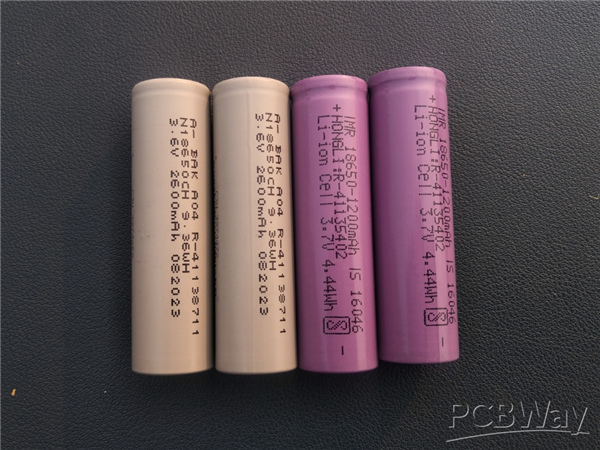 A-BAK A04 R-41138711
N18650CH 9.36WH
3.6V 2600mAh 082023
A-BAK A04 R-41138711
N18650CH 9.36WH
3.6V 2600mAh 082023
IMR 18650-1200mAh IS 16046
+ HONGLI:R-41135402
Li-ion Cell 3.7V 4.44Wh S -
IMR 18650-1200mAh IS 16046
+ HONGLI:R-41135402
Li-ion Cell 3.7V 4.44Wh S -
PCBWay